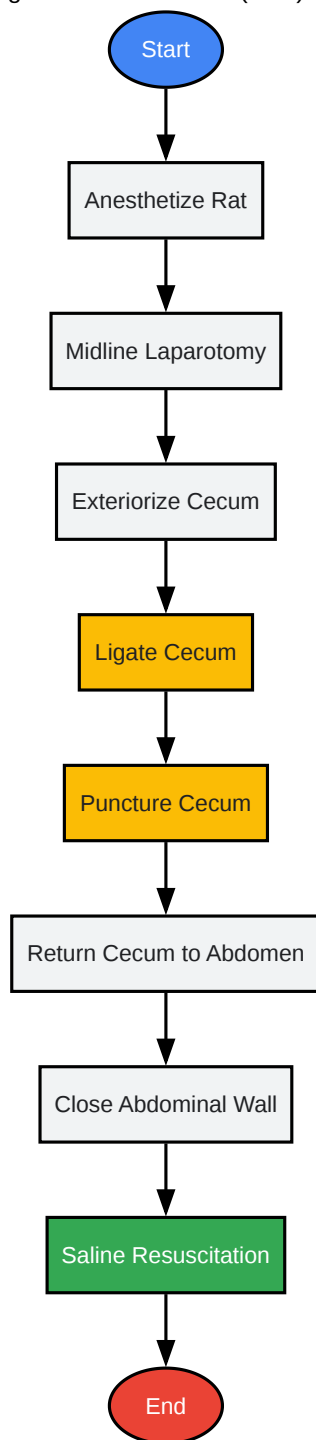 Start
Anesthetize Rat
Midline Laparotomy
Exteriorize Cecum
Ligate Cecum
Puncture Cecum
Return Cecum to Abdomen
Close Abdominal Wall
Saline Resuscitation
End